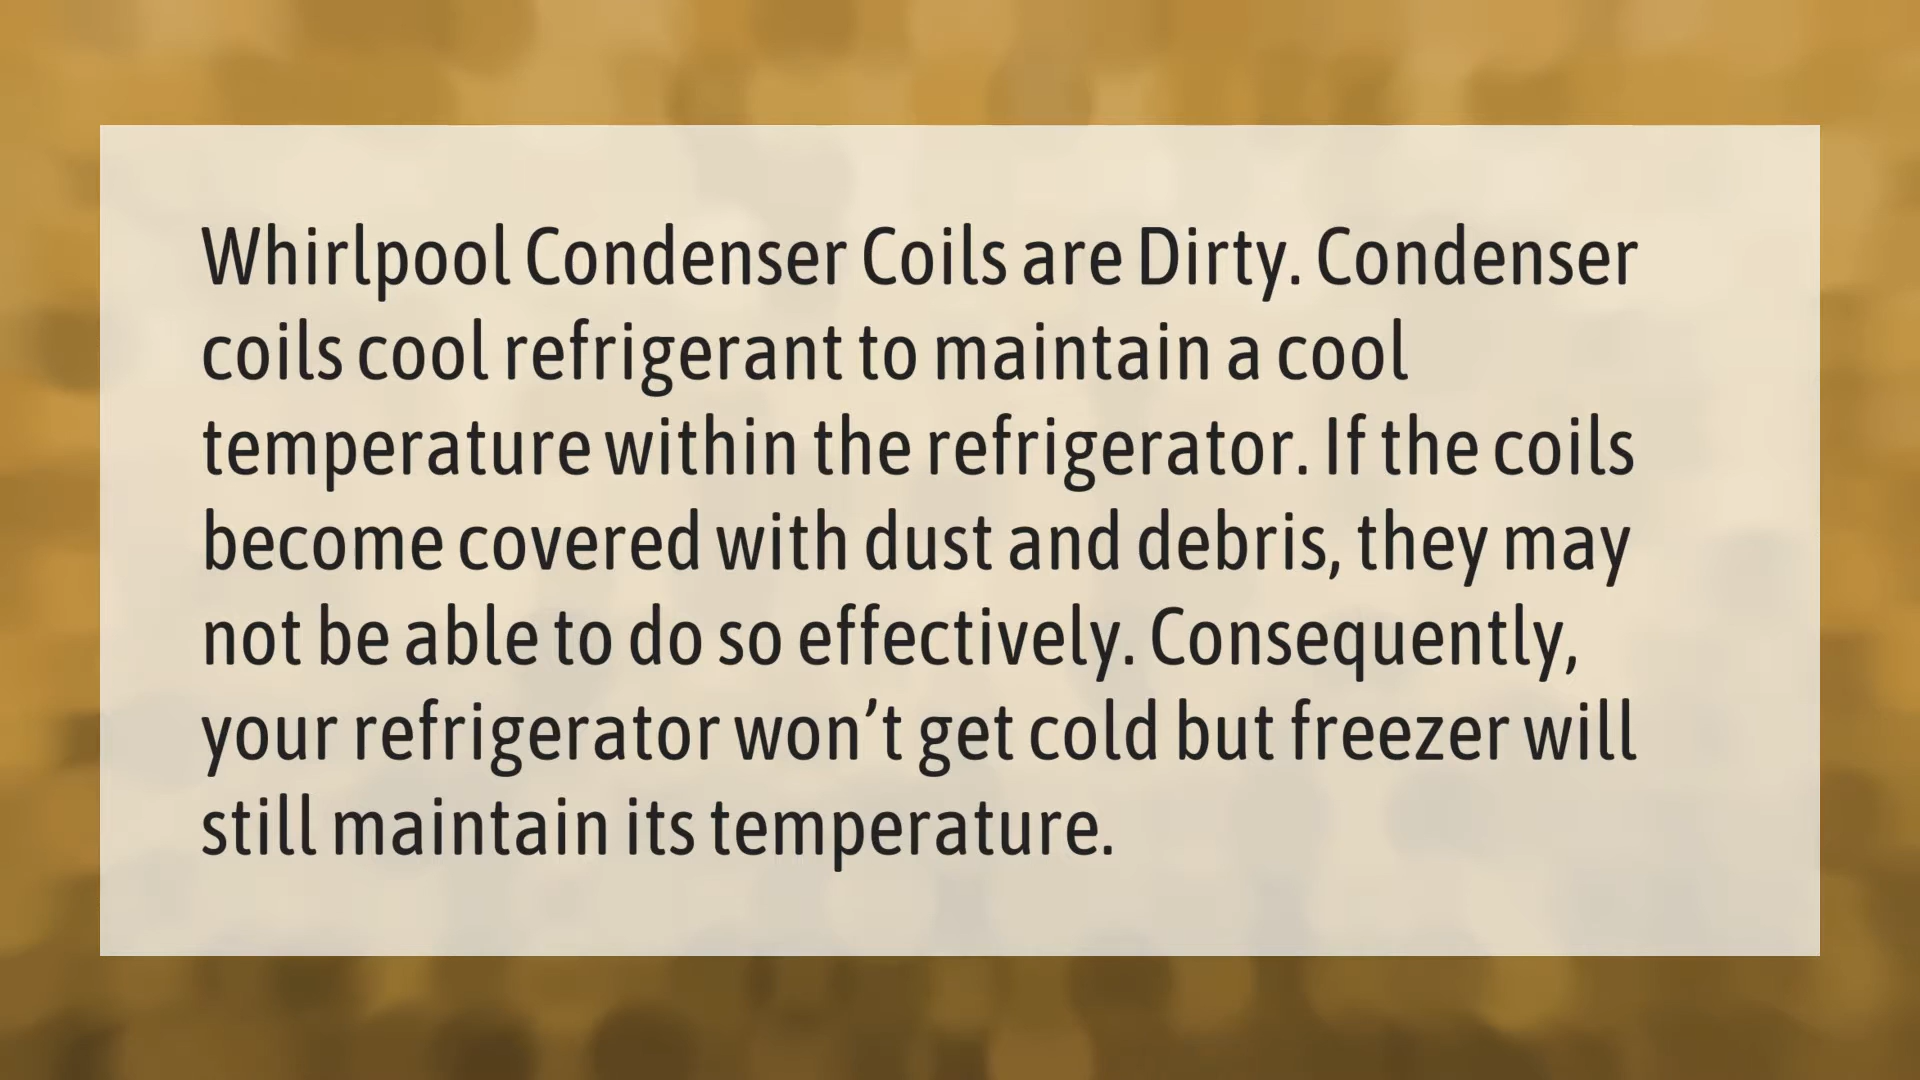 Whirlpool Condenser Coils are Dirty. Condenser
coils cool refrigerant to maintain a cool
temperature within the refrigerator. If the coils
become covered with dust and debris, they may
not be able to do so effectively. Consequently,
your refrigerator won’t get cold but freezer will
still maintain its temperature.